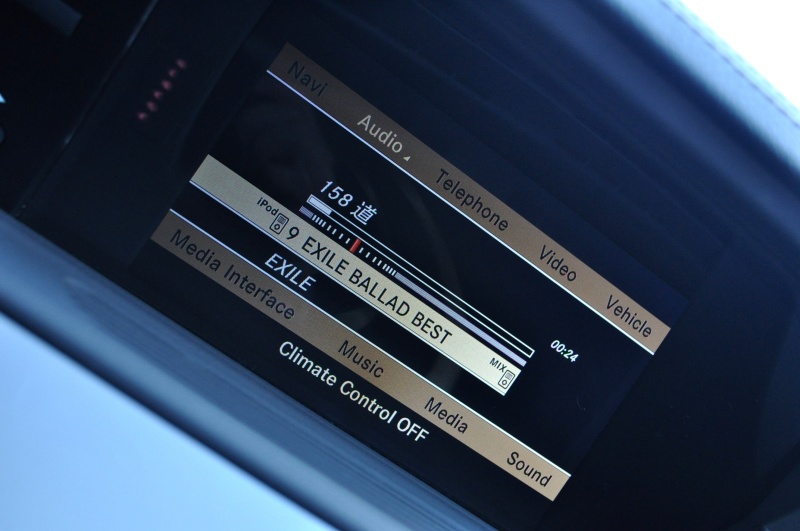 Navi Audio Telephone Video Vehicle
158 道
00:24
iPod 9 EXILE BALLAD BEST MIX
EXILE
Media Interface Music Media Sound
Climate Control OFF